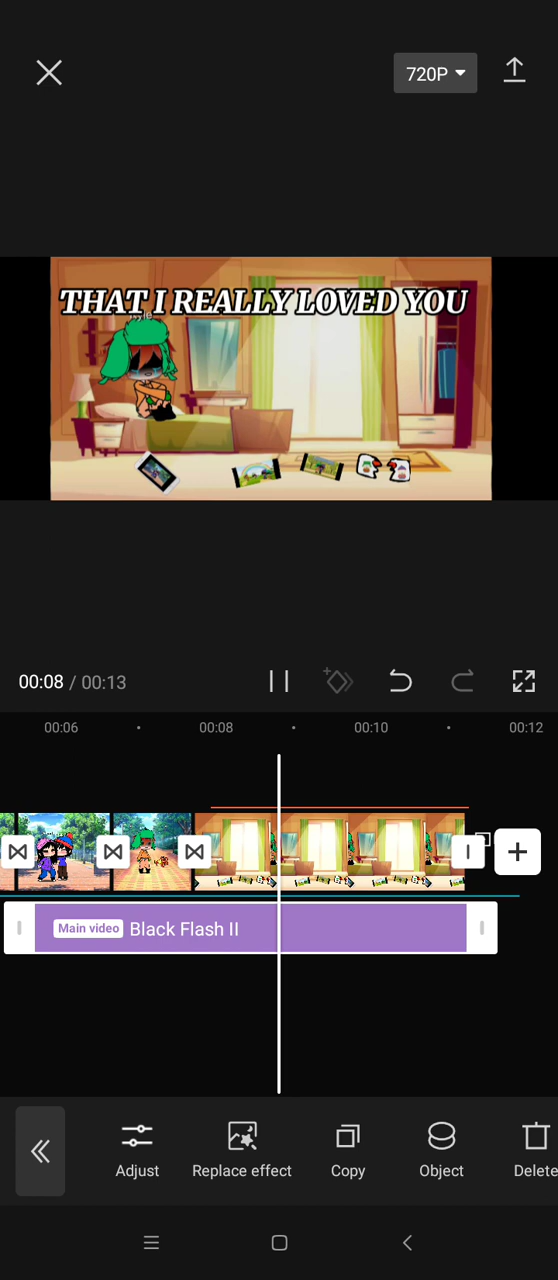 720P
THAT I REALLY LOVED YOU
kyle
00:08 / 00:13
00:06 00:08 00:10 00:12
Main video Black Flash II
Adjust Replace effect Copy Object Delete